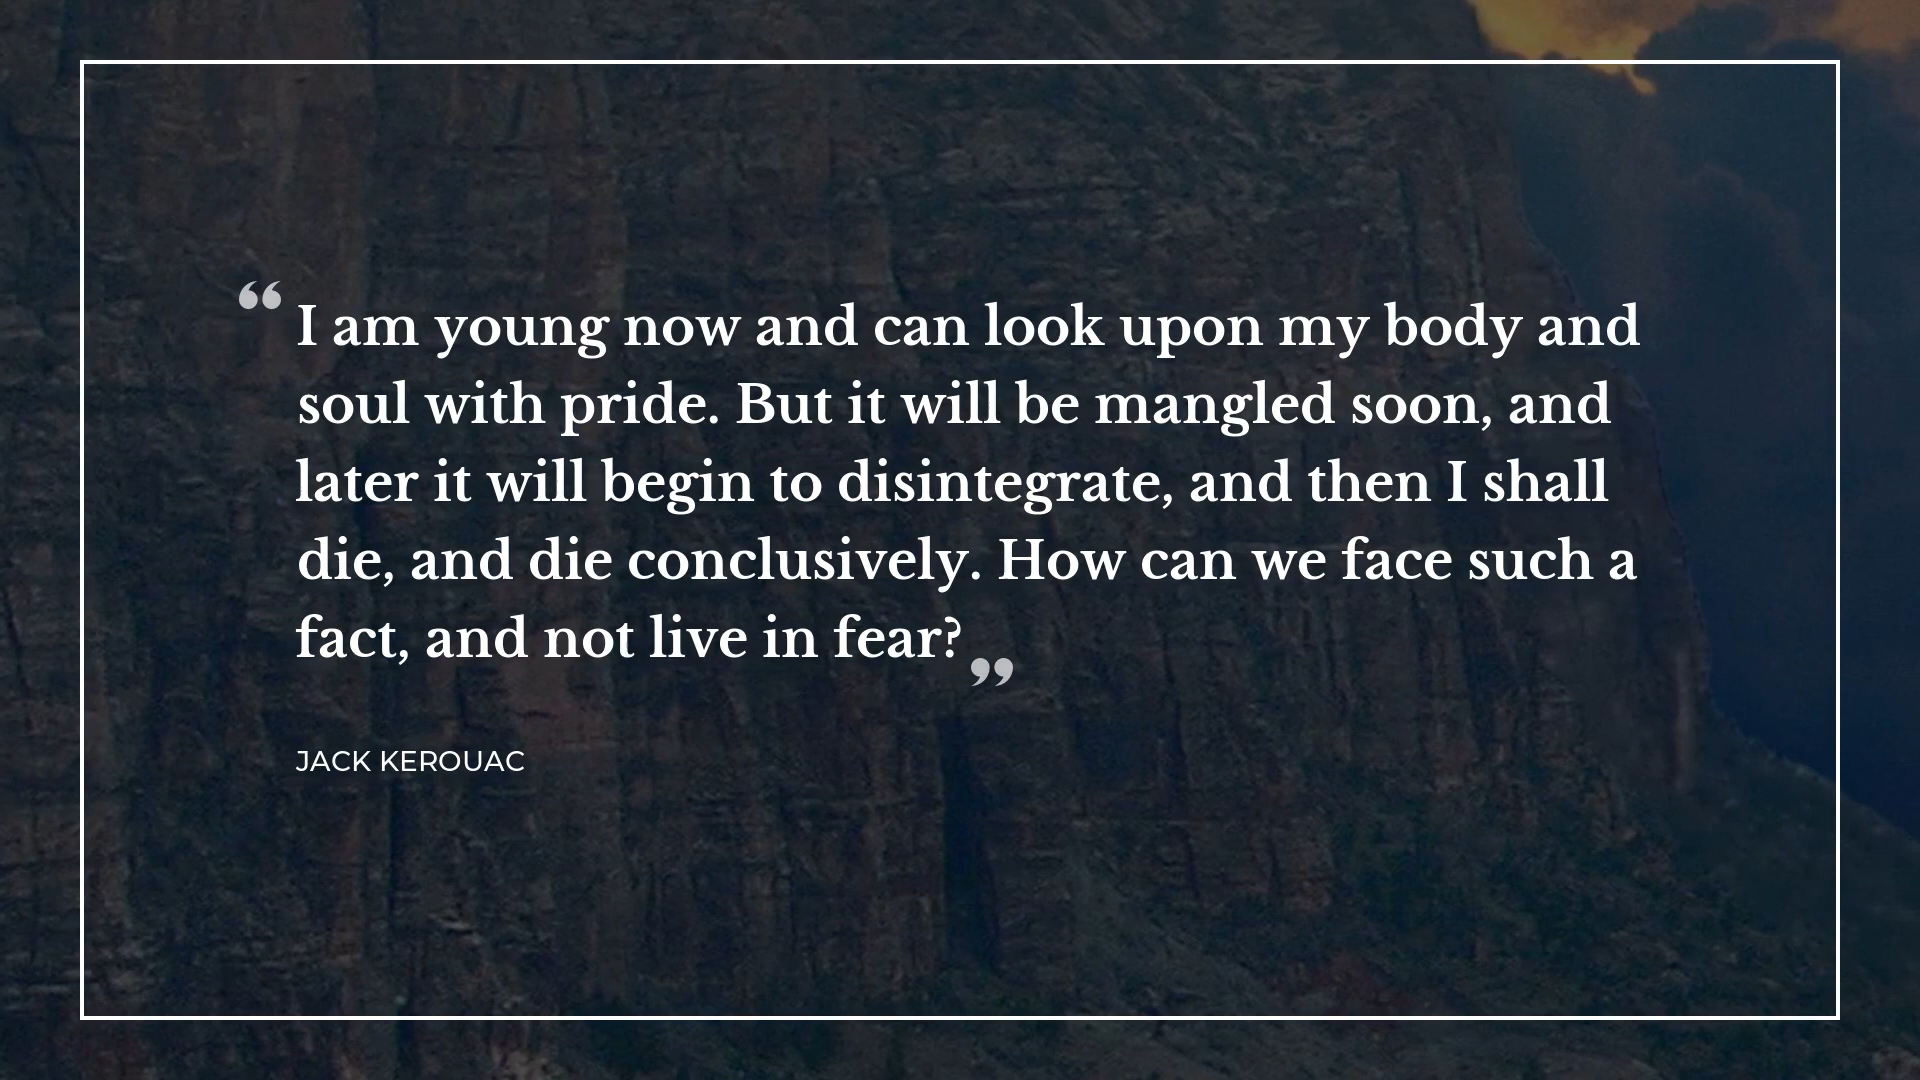 “I am young now and can look upon my body and
soul with pride. But it will be mangled soon, and
later it will begin to disintegrate, and then I shall
die, and die conclusively. How can we face such a
fact, and not live in fear?”
JACK KEROUAC